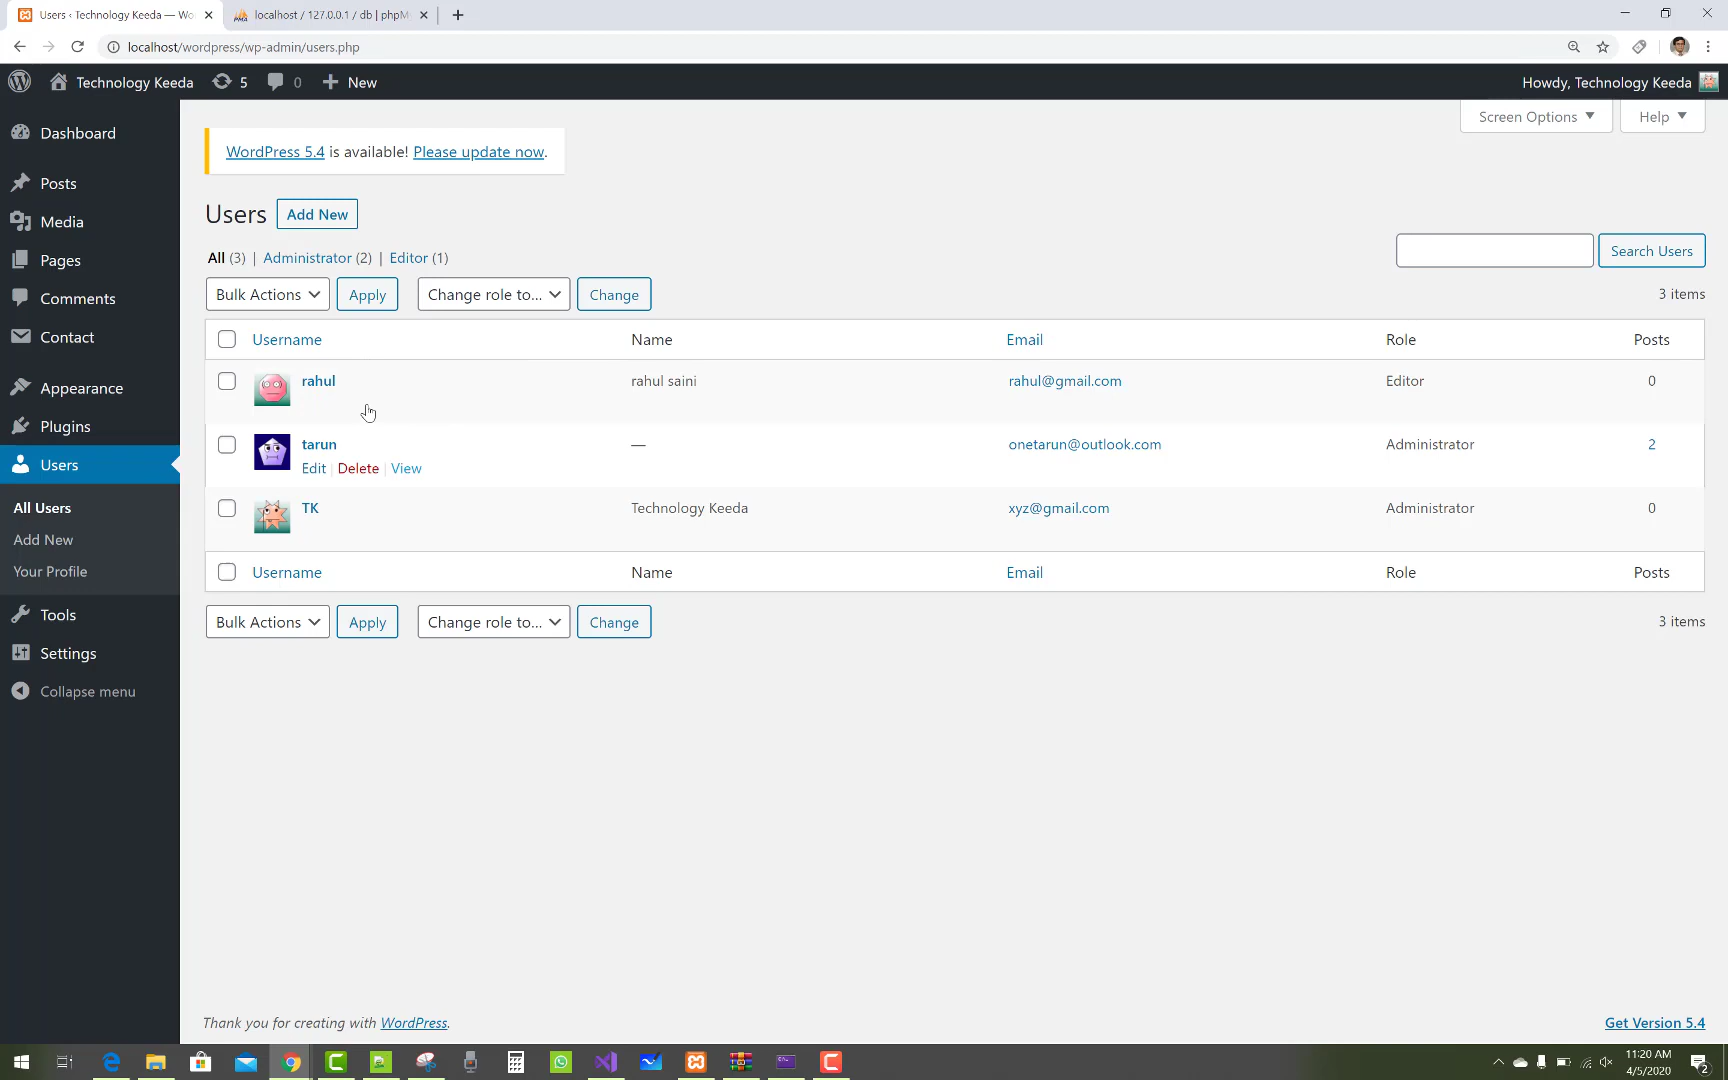 Users ‹ Technology Keeda — Wo
localhost / 127.0.0.1 / db | phpM
localhost/wordpress/wp-admin/users.php
Technology Keeda 5 0 New
Howdy, Technology Keeda
Screen Options
Help
Dashboard
Posts
Media
Pages
Comments
Contact
Appearance
Plugins
Users
All Users
Add New
Your Profile
Tools
Settings
Collapse menu
WordPress 5.4 is available! Please update now.
Users Add New
All (3) | Administrator (2) | Editor (1)
Search Users
Bulk Actions Apply Change role to... Change
3 items
Username Name Email Role Posts
rahul rahul saini rahul@gmail.com Editor 0
tarun — onetarun@outlook.com Administrator 2
Edit | Delete | View
TK Technology Keeda xyz@gmail.com Administrator 0
Username Name Email Role Posts
Bulk Actions Apply Change role to... Change
3 items
Thank you for creating with WordPress.
Get Version 5.4
11:20 AM
4/5/2020
2